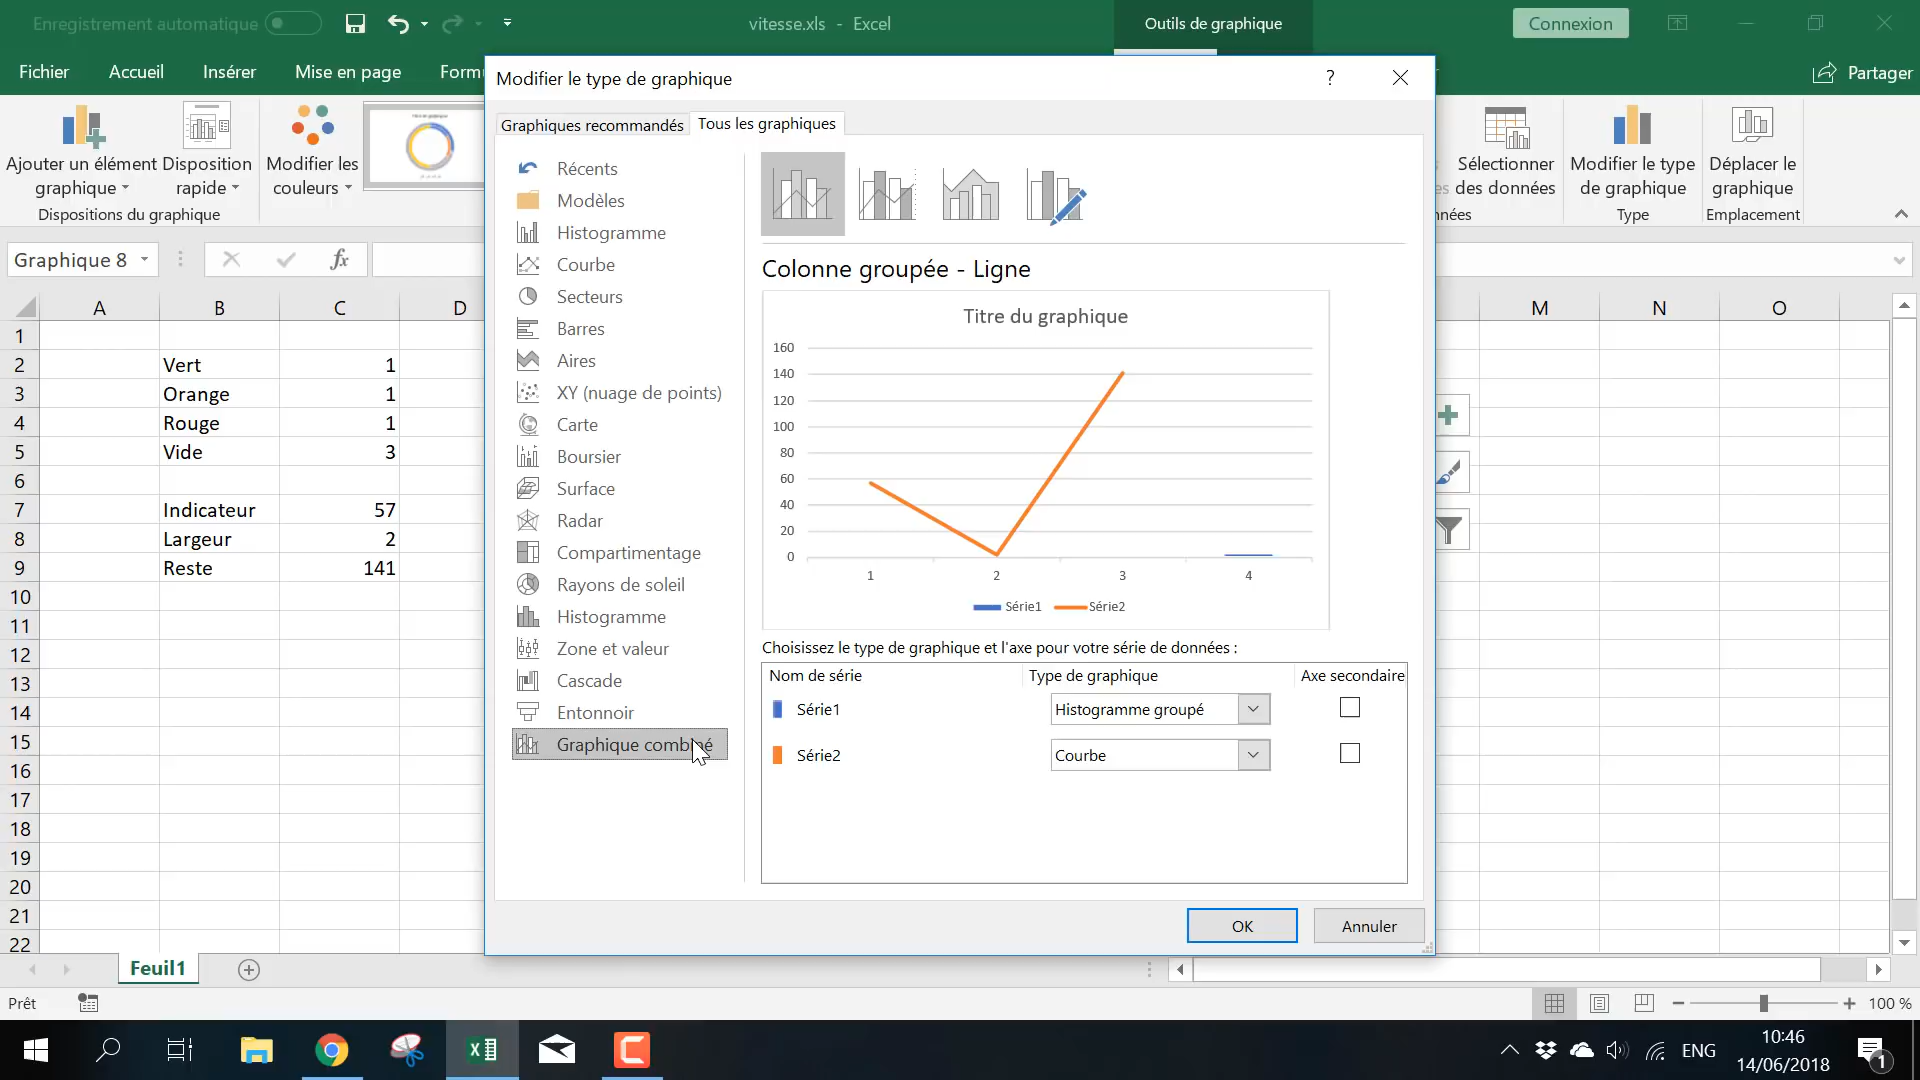 Enregistrement automatique
vitesse.xls - Excel
Outils de graphique
Connexion
Fichier Accueil Insérer Mise en page Formu
Partager
Ajouter un élément graphique
Disposition rapide
Modifier les couleurs
Dispositions du graphique
Sélectionner des données
Modifier le type de graphique
Déplacer le graphique
nnées
Type
Emplacement
Graphique 8
fx
Modifier le type de graphique
?
Graphiques recommandés
Tous les graphiques
Récents
Modèles
Histogramme
Courbe
Secteurs
Barres
Aires
XY (nuage de points)
Carte
Boursier
Surface
Radar
Compartimentage
Rayons de soleil
Histogramme
Zone et valeur
Cascade
Entonnoir
Graphique combiné
Colonne groupée - Ligne
Titre du graphique
160
140
120
100
80
60
40
20
0
1 2 3 4
Série1 Série2
Choisissez le type de graphique et l'axe pour votre série de données :
Nom de série Type de graphique Axe secondaire
Série1 Histogramme groupé
Série2 Courbe
OK Annuler
A B C D M N O
1
2 Vert 1
3 Orange 1
4 Rouge 1
5 Vide 3
6
7 Indicateur 57
8 Largeur 2
9 Reste 141
10
11
12
13
14
15
16
17
18
19
20
21
22
Feuil1
Prêt
100 %
ENG
10:46
14/06/2018
1